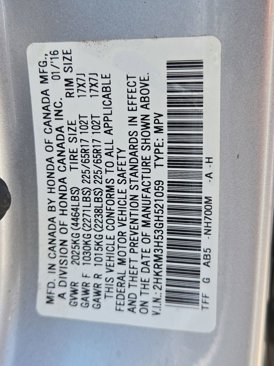 MFD. IN CANADA BY HONDA OF CANADA MFG.,
A DIVISION OF HONDA CANADA INC. 01/16
GVWR 2025KG(4464LBS) TIRE SIZE RIM SIZE
GAWR F 1030KG(2271LBS) 225/65R17 102T 17X7J
GAWR R 1015KG(2238LBS) 225/65R17 102T 17X7J
THIS VEHICLE CONFORMS TO ALL APPLICABLE
FEDERAL MOTOR VEHICLE SAFETY
AND THEFT PREVENTION STANDARDS IN EFFECT
ON THE DATE OF MANUFACTURE SHOWN ABOVE.
V.I.N.: 2HKRM3H53GH521059 TYPE: MPV
TFF G AB5 -NH700M -A -H